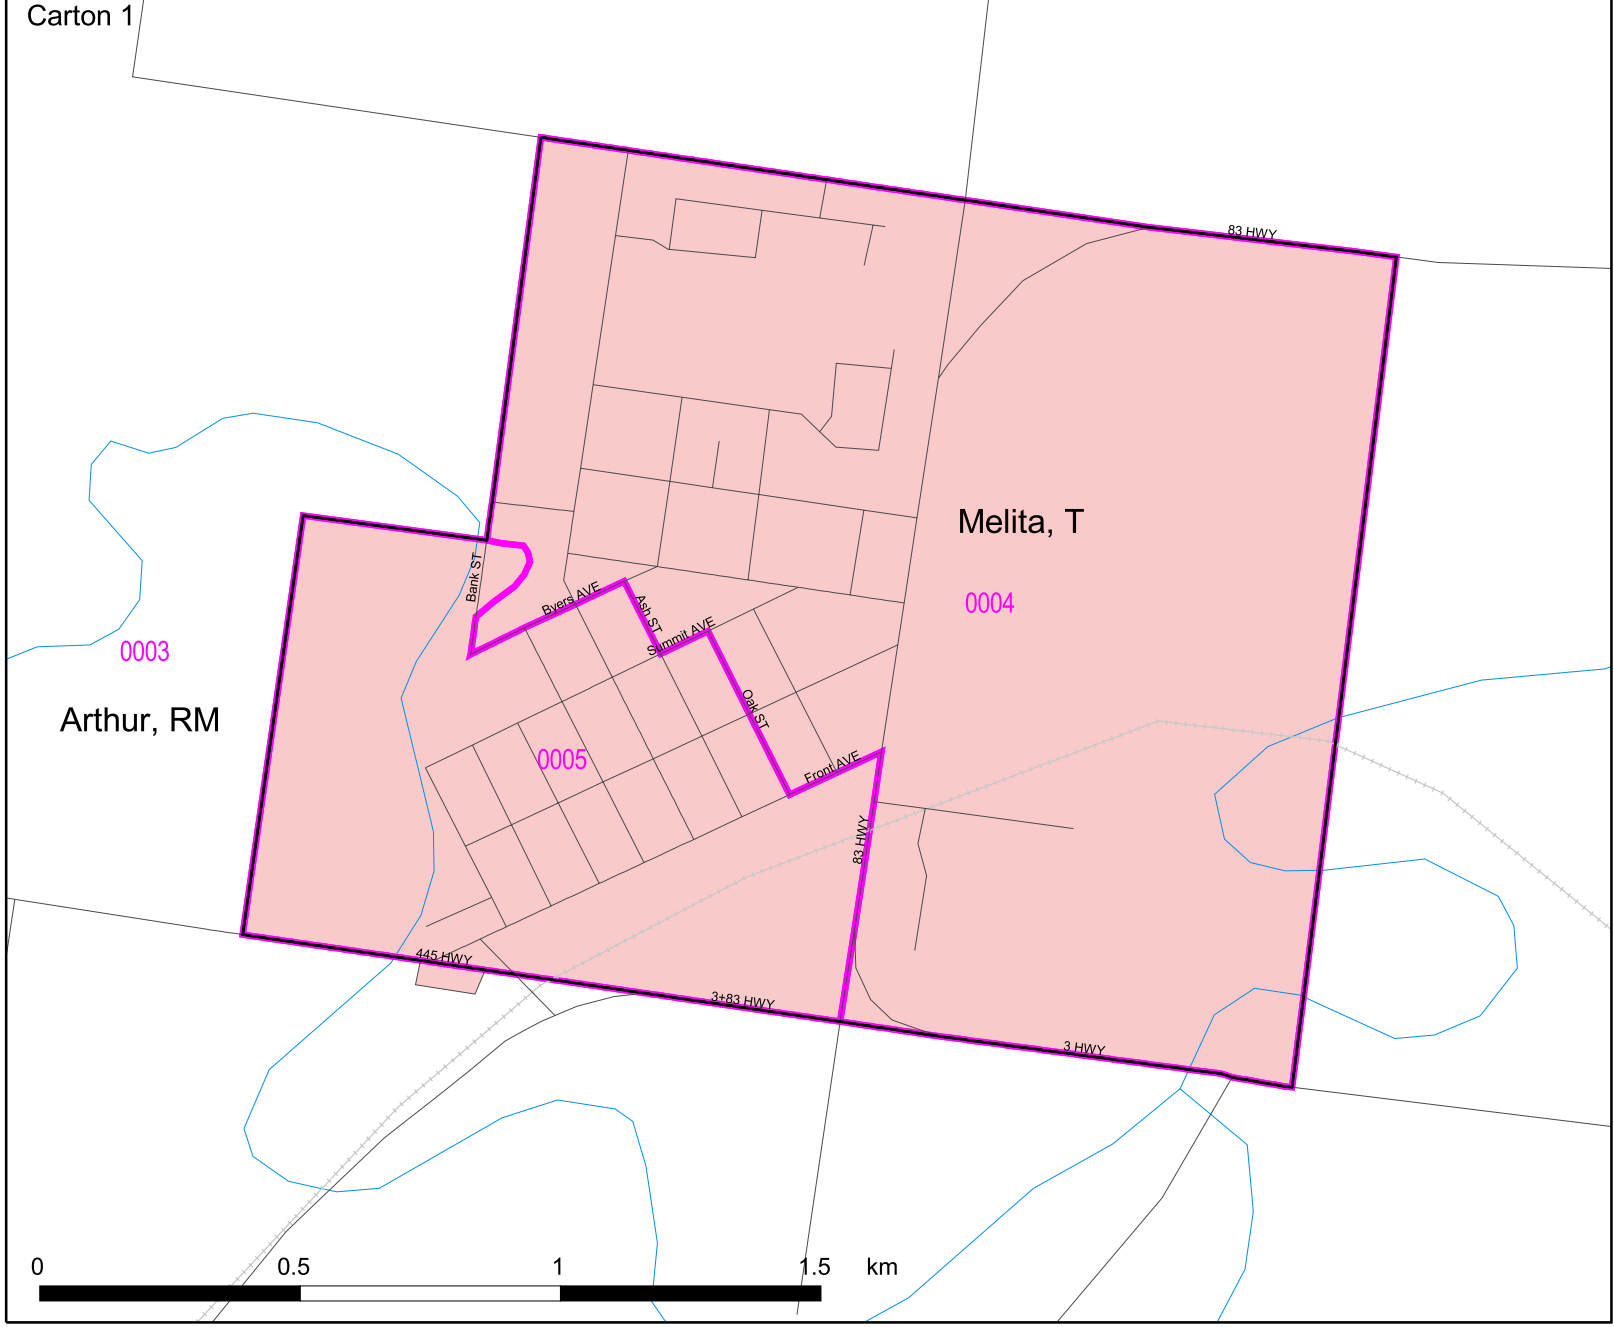 Carton 1
83 HWY
Melita, T
Bank ST
Byers AVE
Ash ST
Summit AVE
0004
0003
Arthur, RM
Oak ST
0005
Front AVE
83 HWY
445 HWY
3+83 HWY
3 HWY
0 0.5 1 1.5 km